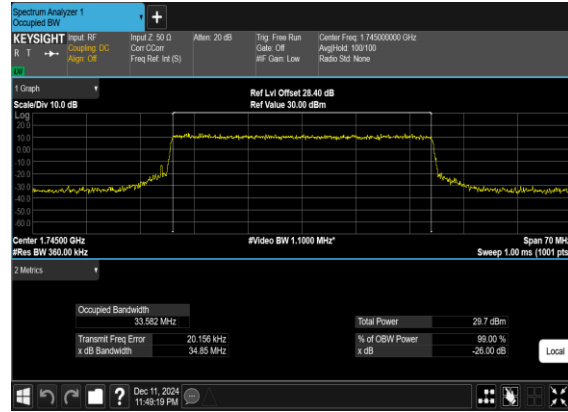 Spectrum Analyzer 1
Occupied BW
+
KEYSIGHT Input: RF Input Z: 50 Ω Atten: 20 dB Trig: Free Run Center Freq: 1.745000000 GHz
R T Coupling: DC Corr CCorr Gate: Off Avg|Hold: 100/100
Align: Off Freq Ref: Int (S) #IF Gain: Low Radio Std: None
1 Graph
Ref Lvl Offset 28.40 dB
Scale/Div 10.0 dB Ref Value 30.00 dBm
Log
20.0
10.0
0.00
-10.0
-20.0
-30.0
-40.0
-50.0
-60.0
Center 1.74500 GHz #Video BW 1.1000 MHz* Span 70 MHz
#Res BW 360.00 kHz Sweep 1.00 ms (1001 pts
2 Metrics
Occupied Bandwidth
33.582 MHz Total Power 29.7 dBm
Transmit Freq Error 20.156 kHz % of OBW Power 99.00 %
x dB Bandwidth 34.85 MHz x dB -26.00 dB
Local
? Dec 11, 2024
11:49:19 PM